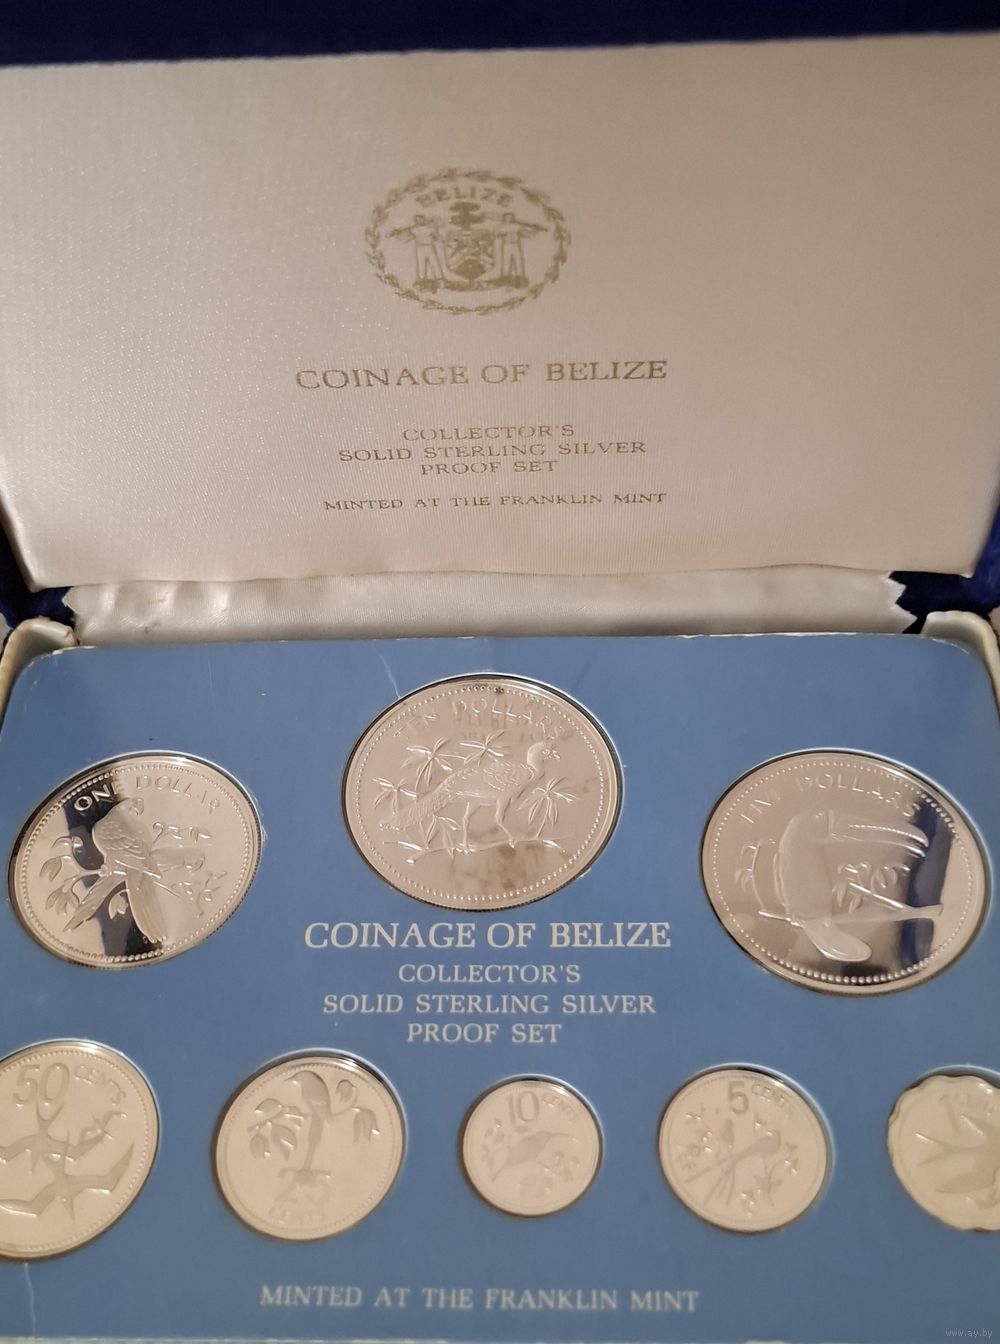 BELIZE
COINAGE OF BELIZE
COLLECTOR'S
SOLID STERLING SILVER
PROOF SET
MINTED AT THE FRANKLIN MINT
TEN DOLLARS
ONE DOLLAR
FIVE DOLLARS
COINAGE OF BELIZE
COLLECTOR'S
SOLID STERLING SILVER
PROOF SET
50 CENTS
25 CENTS
10 CENTS
5 CENTS
1
MINTED AT THE FRANKLIN MINT
www.ay.by